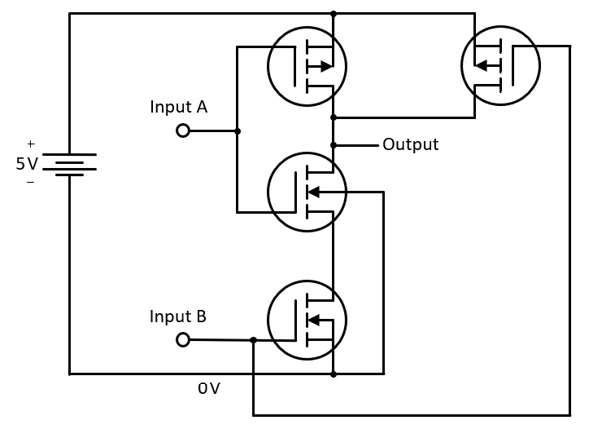 Input A
Output
+
5V
−
Input B
0V